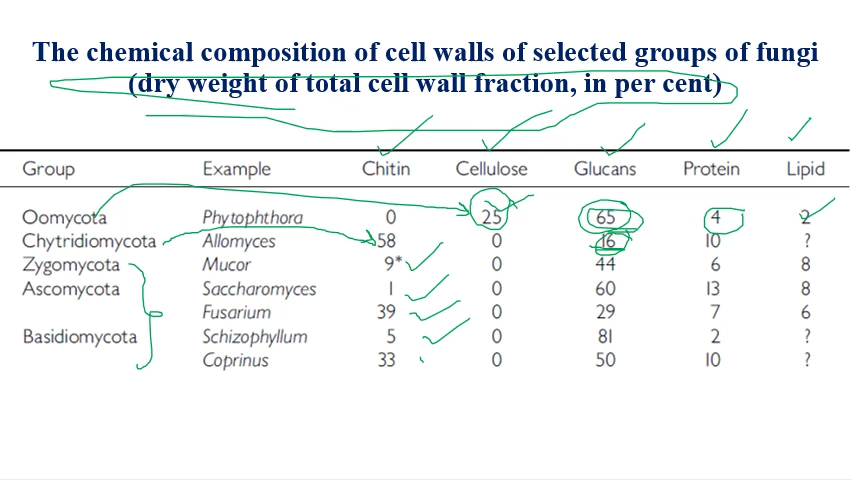 The chemical composition of cell walls of selected groups of fungi
(dry weight of total cell wall fraction, in per cent)
Group Example Chitin Cellulose Glucans Protein Lipid
Oomycota Phytophthora 0 25 65 4 2
Chytridiomycota Allomyces 58 0 16 10 ?
Zygomycota Mucor 9* 0 44 6 8
Ascomycota Saccharomyces 1 0 60 13 8
Fusarium 39 0 29 7 6
Basidiomycota Schizophyllum 5 0 81 2 ?
Coprinus 33 0 50 10 ?